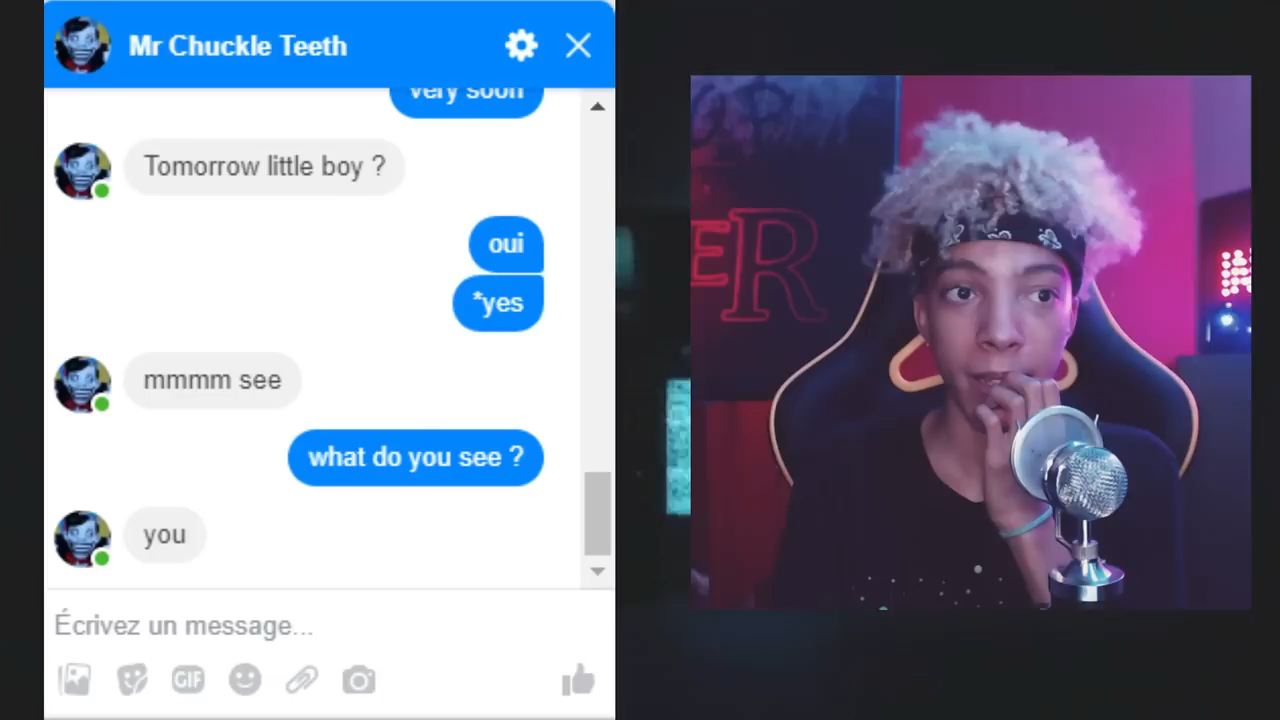 Mr Chuckle Teeth
very soon
Tomorrow little boy ?
oui
*yes
mmmm see
what do you see ?
you
Écrivez un message...
GIF
ER